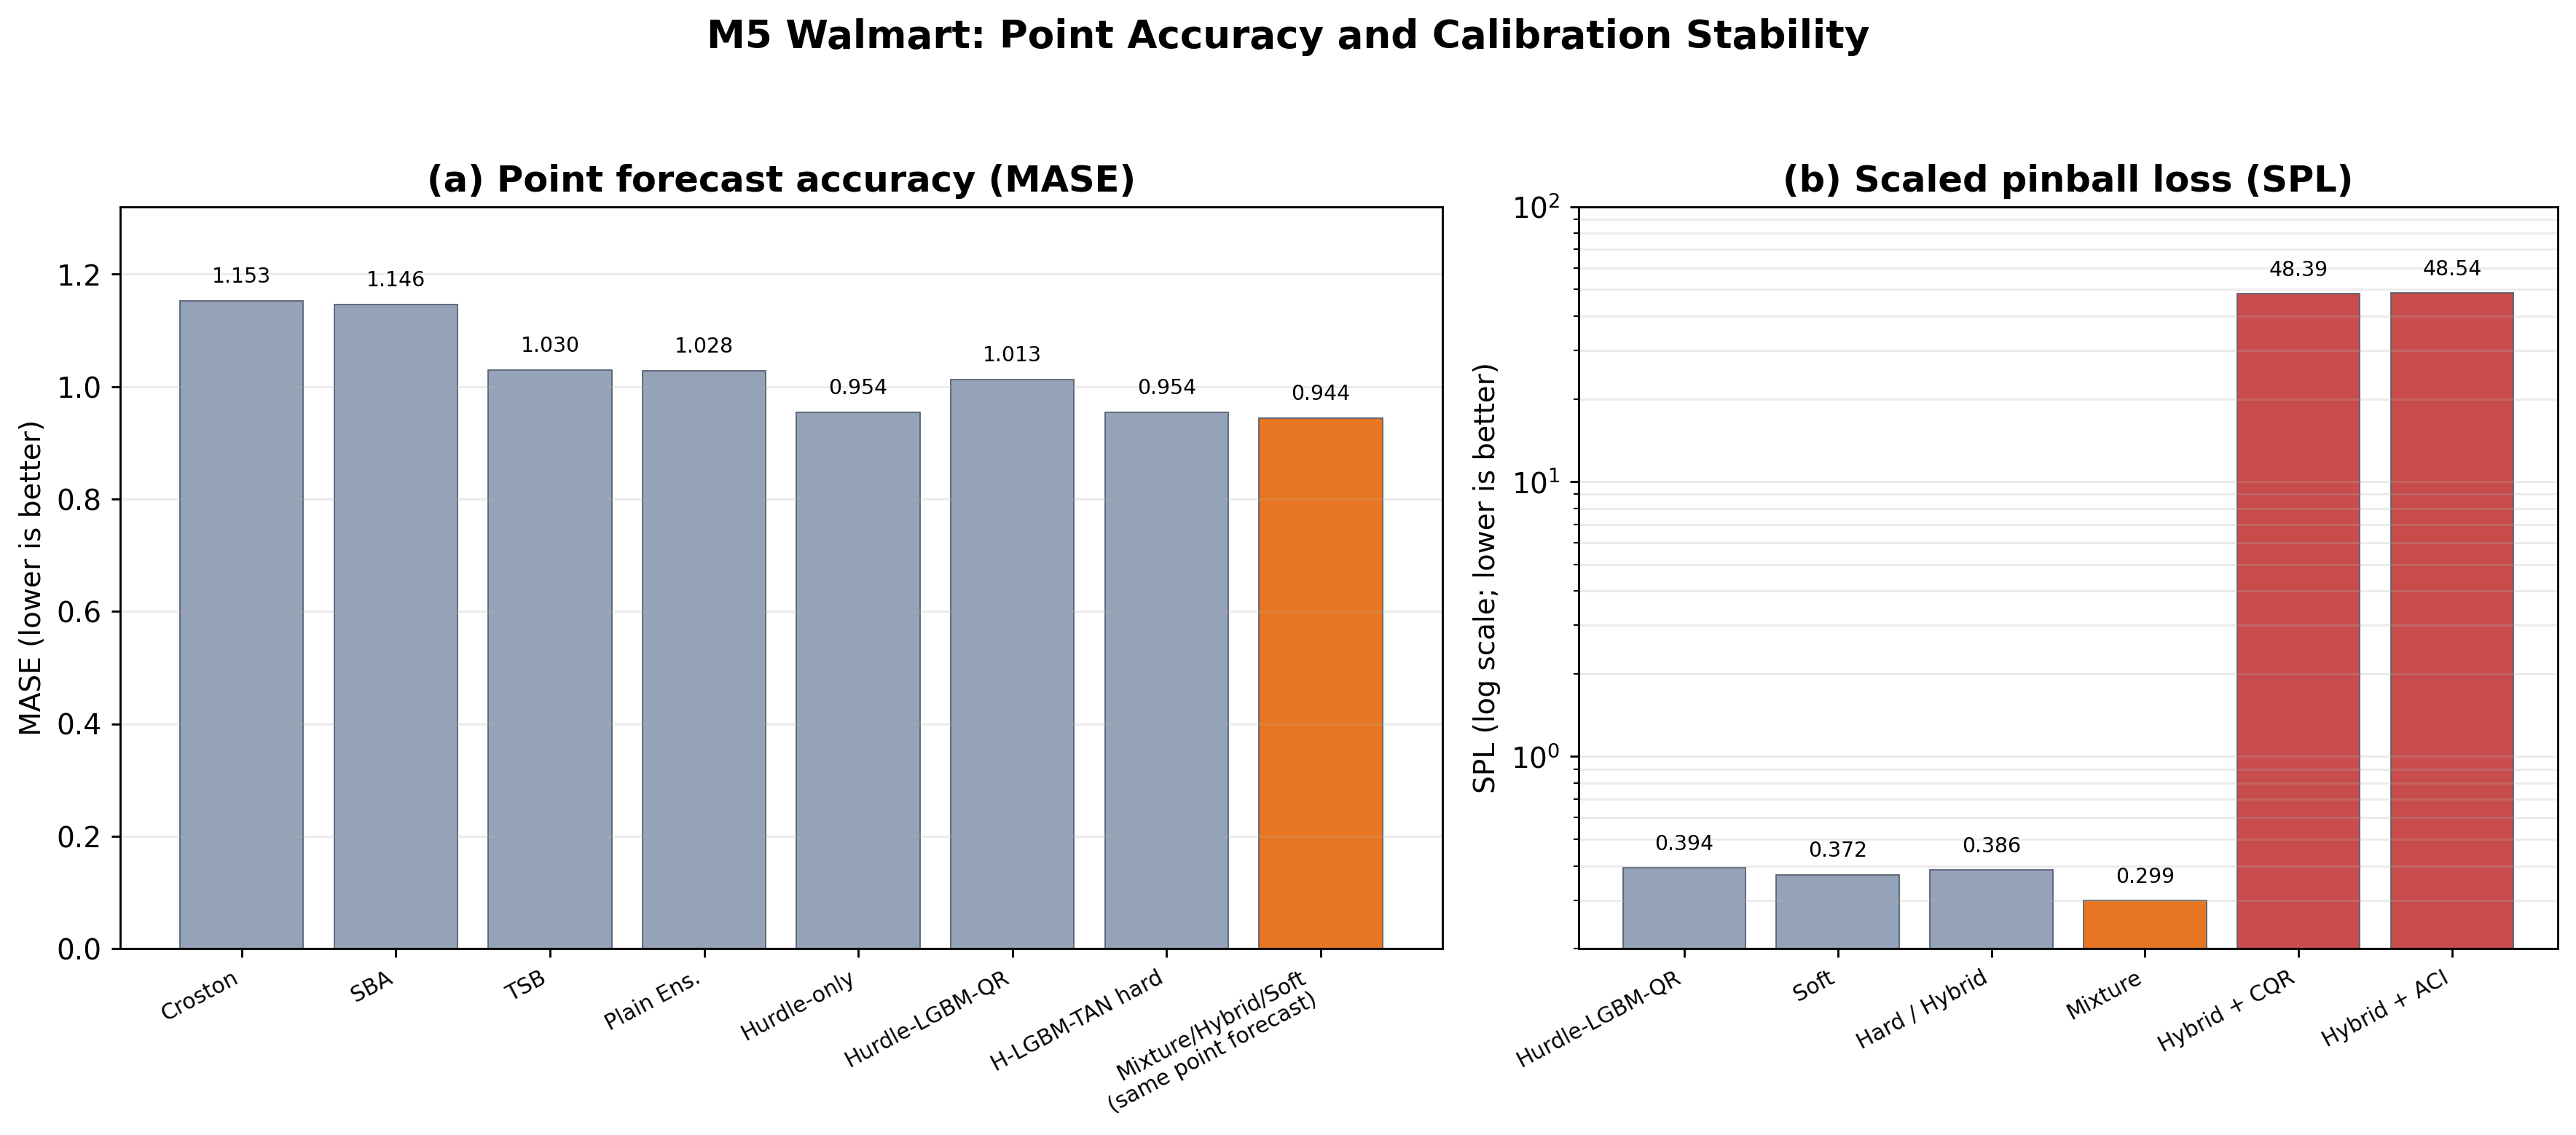 M5 Walmart: Point Accuracy and Calibration Stability
(a) Point forecast accuracy (MASE)
MASE (lower is better)
1.2
1.0
0.8
0.6
0.4
0.2
0.0
1.153
1.146
1.030
1.028
0.954
1.013
0.954
0.944
Croston
SBA
TSB
Plain Ens.
Hurdle-only
Hurdle-LGBM-QR
H-LGBM-TAN hard
Mixture/Hybrid/Soft
(same point forecast)
(b) Scaled pinball loss (SPL)
SPL (log scale; lower is better)
10²
10¹
10⁰
0.394
0.372
0.386
0.299
48.39
48.54
Hurdle-LGBM-QR
Soft
Hard / Hybrid
Mixture
Hybrid + CQR
Hybrid + ACI